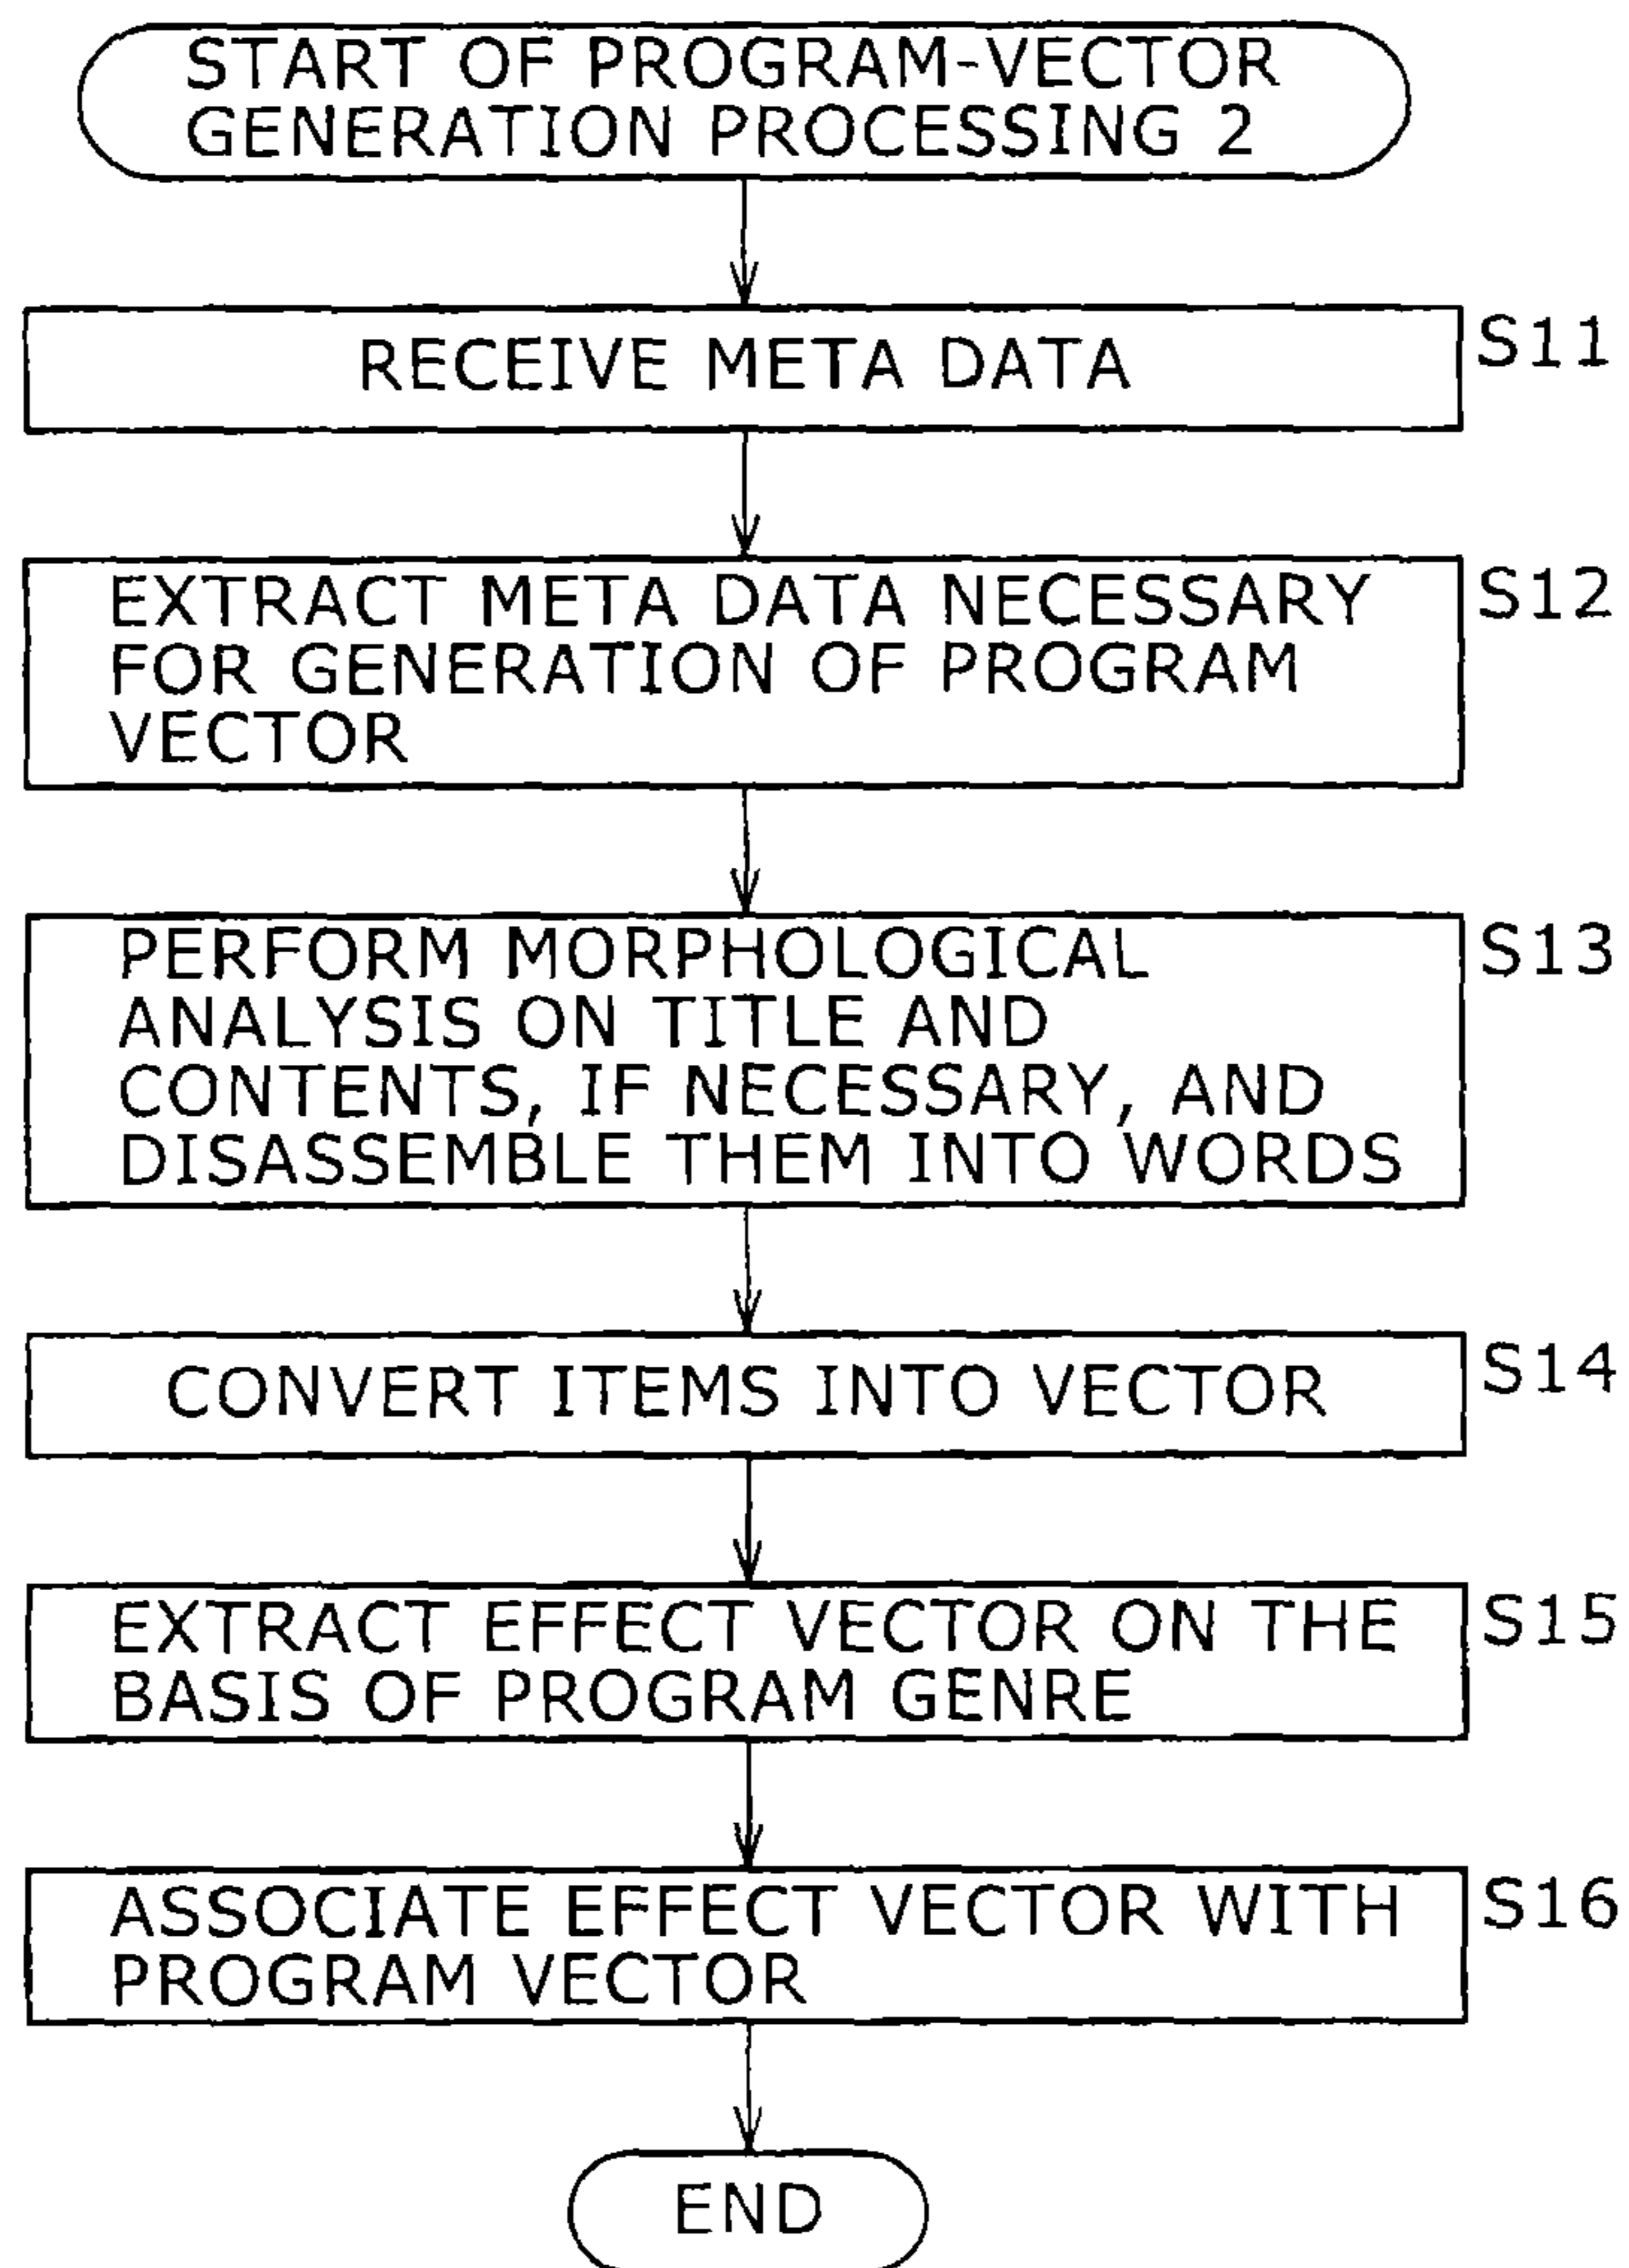 START OF PROGRAM-VECTOR
GENERATION PROCESSING 2
RECEIVE META DATA
S11
EXTRACT META DATA NECESSARY
FOR GENERATION OF PROGRAM
VECTOR
S12
PERFORM MORPHOLOGICAL
ANALYSIS ON TITLE AND
CONTENTS, IF NECESSARY, AND
DISASSEMBLE THEM INTO WORDS
S13
CONVERT ITEMS INTO VECTOR
S14
EXTRACT EFFECT VECTOR ON THE
BASIS OF PROGRAM GENRE
S15
ASSOCIATE EFFECT VECTOR WITH
PROGRAM VECTOR
S16
END